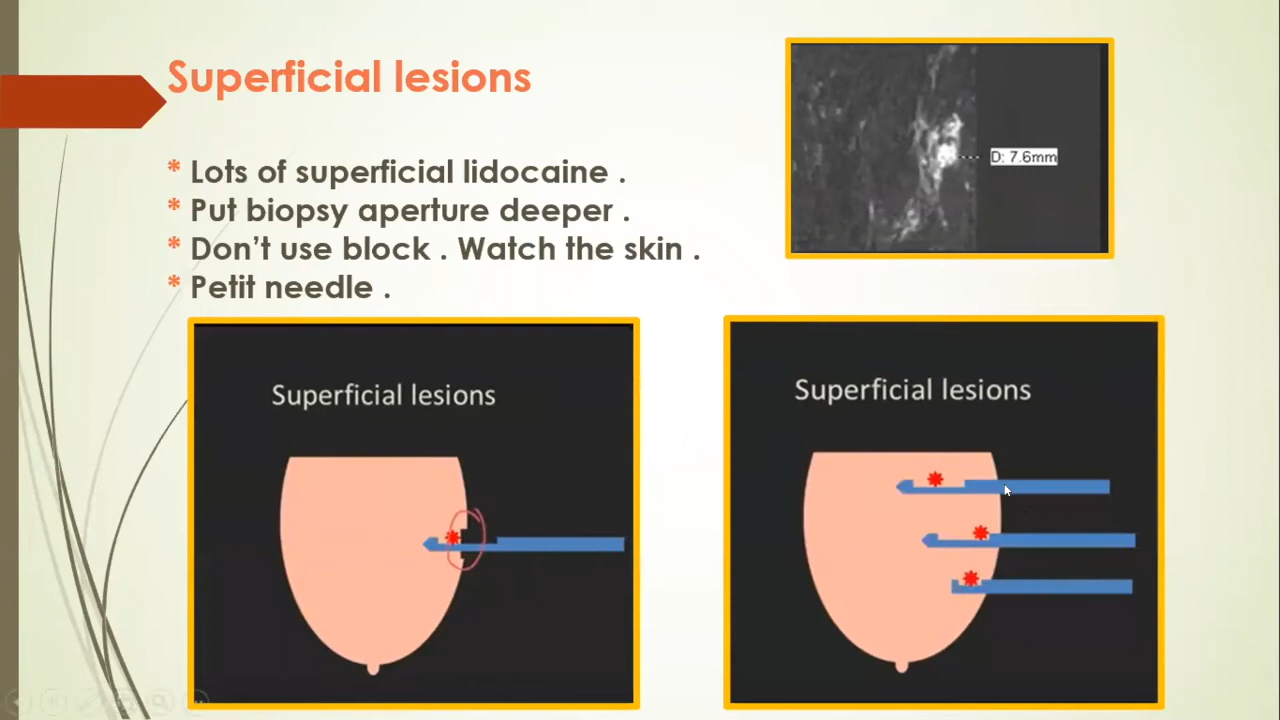 Superficial lesions
* Lots of superficial lidocaine .
* Put biopsy aperture deeper .
* Don’t use block . Watch the skin .
* Petit needle .
D: 7.6mm
Superficial lesions
Superficial lesions